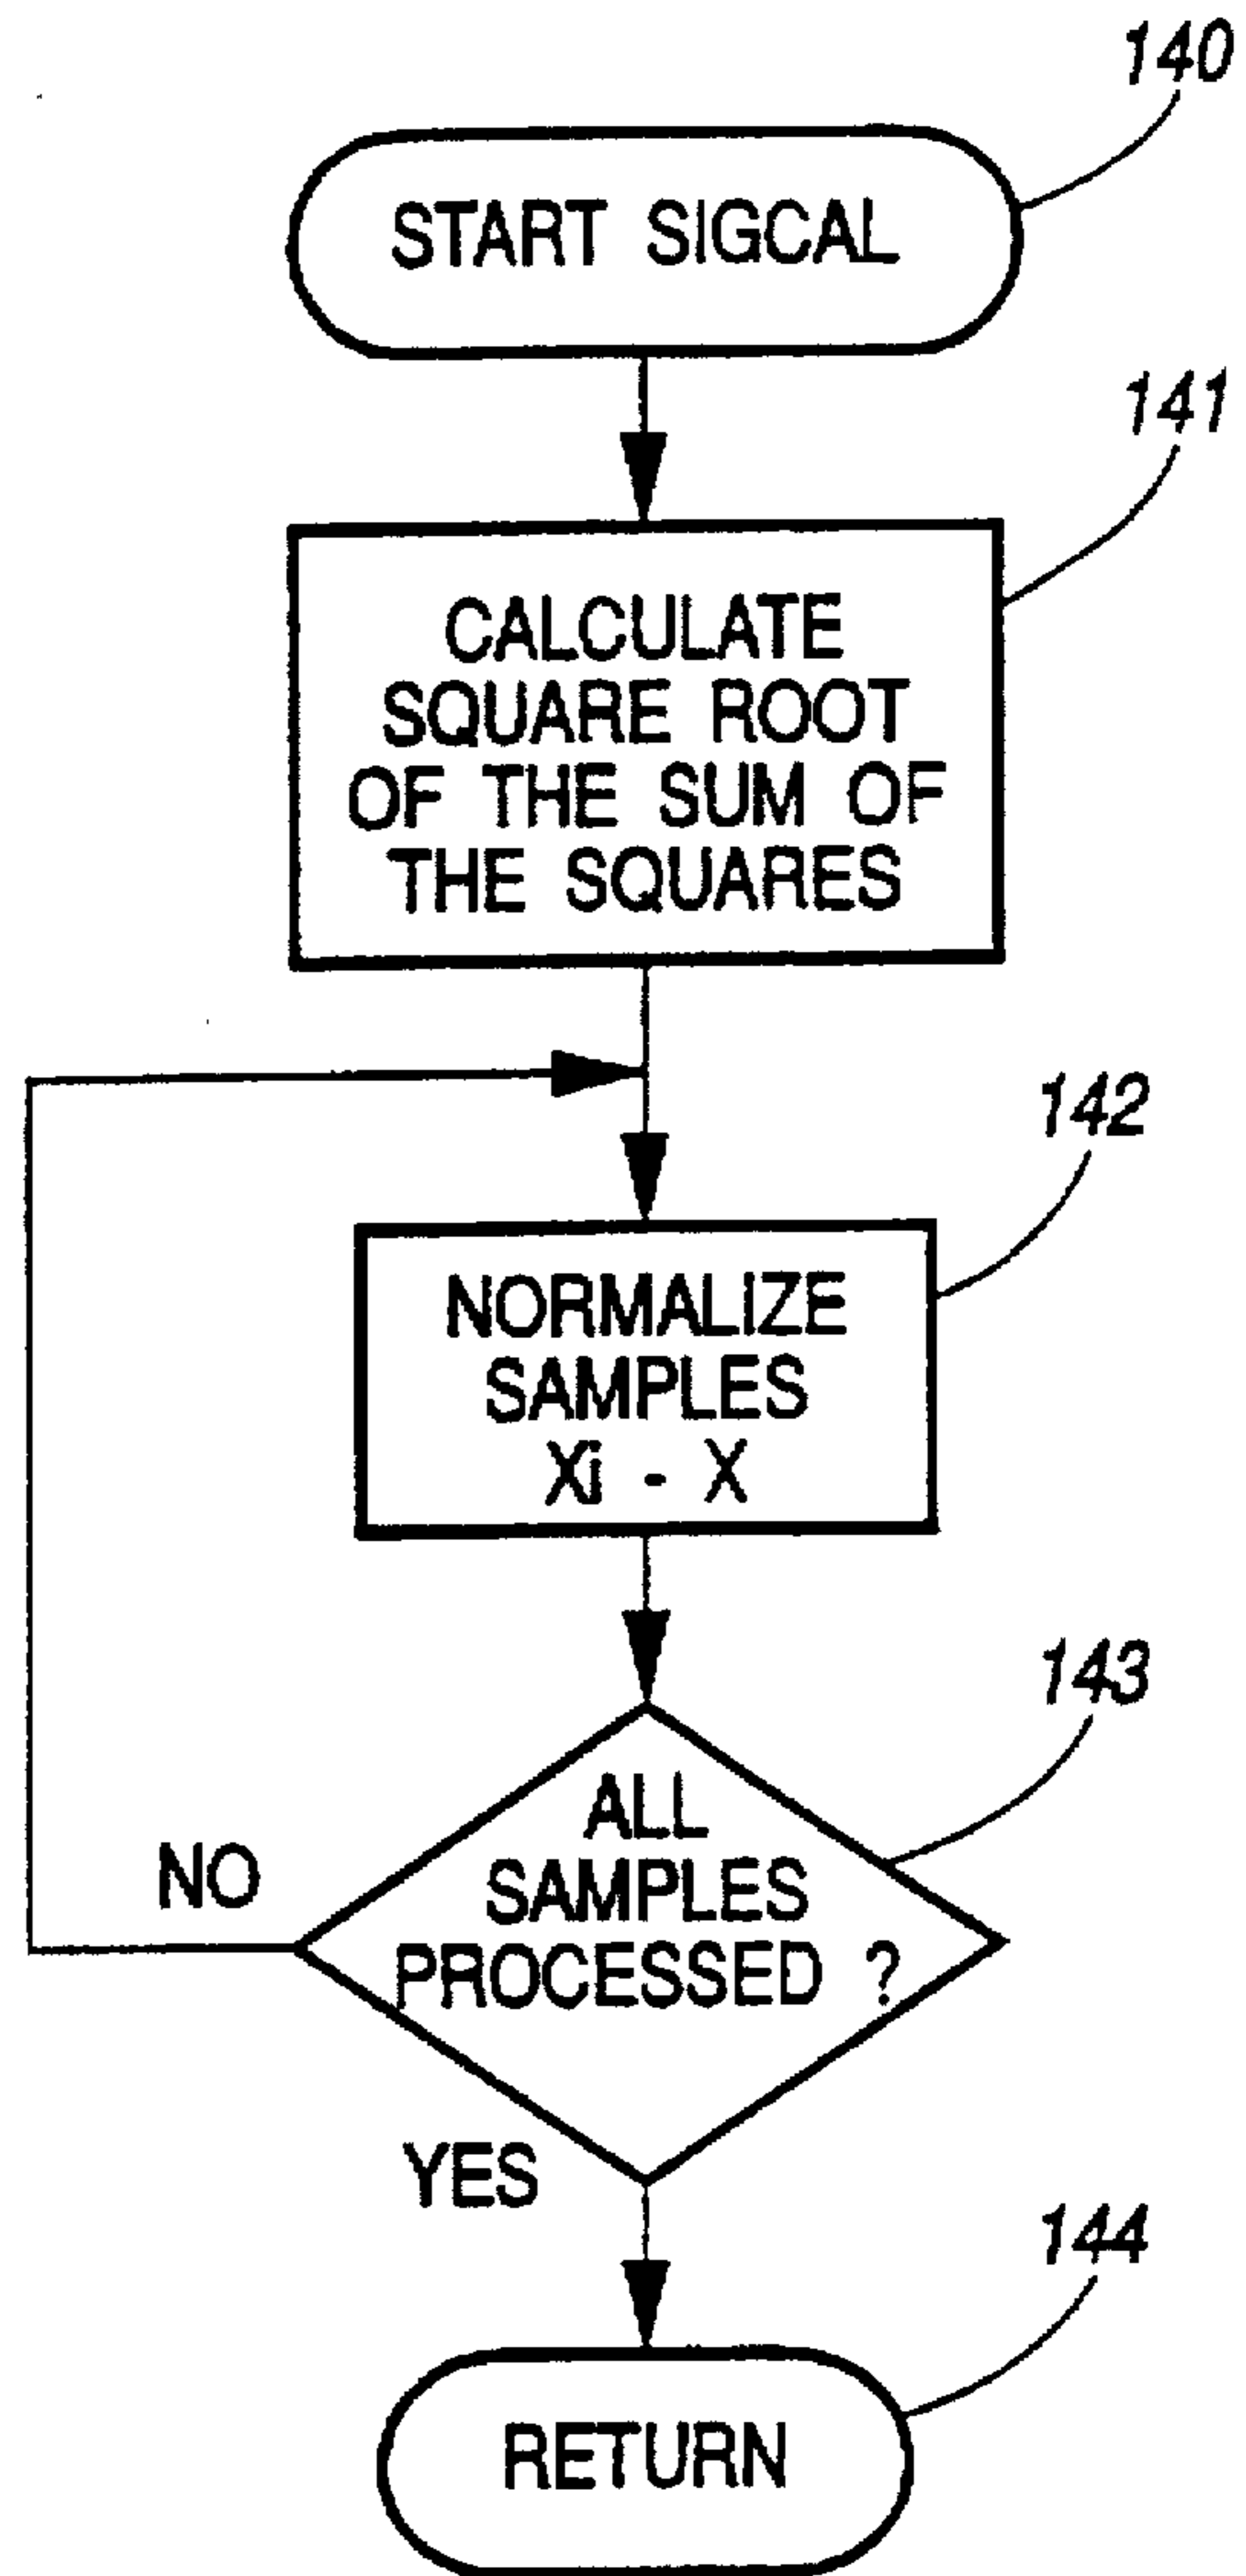 140
START SIGCAL
141
CALCULATE
SQUARE ROOT
OF THE SUM OF
THE SQUARES
142
NORMALIZE
SAMPLES
Xi - X
143
ALL
SAMPLES
PROCESSED ?
NO
YES
144
RETURN